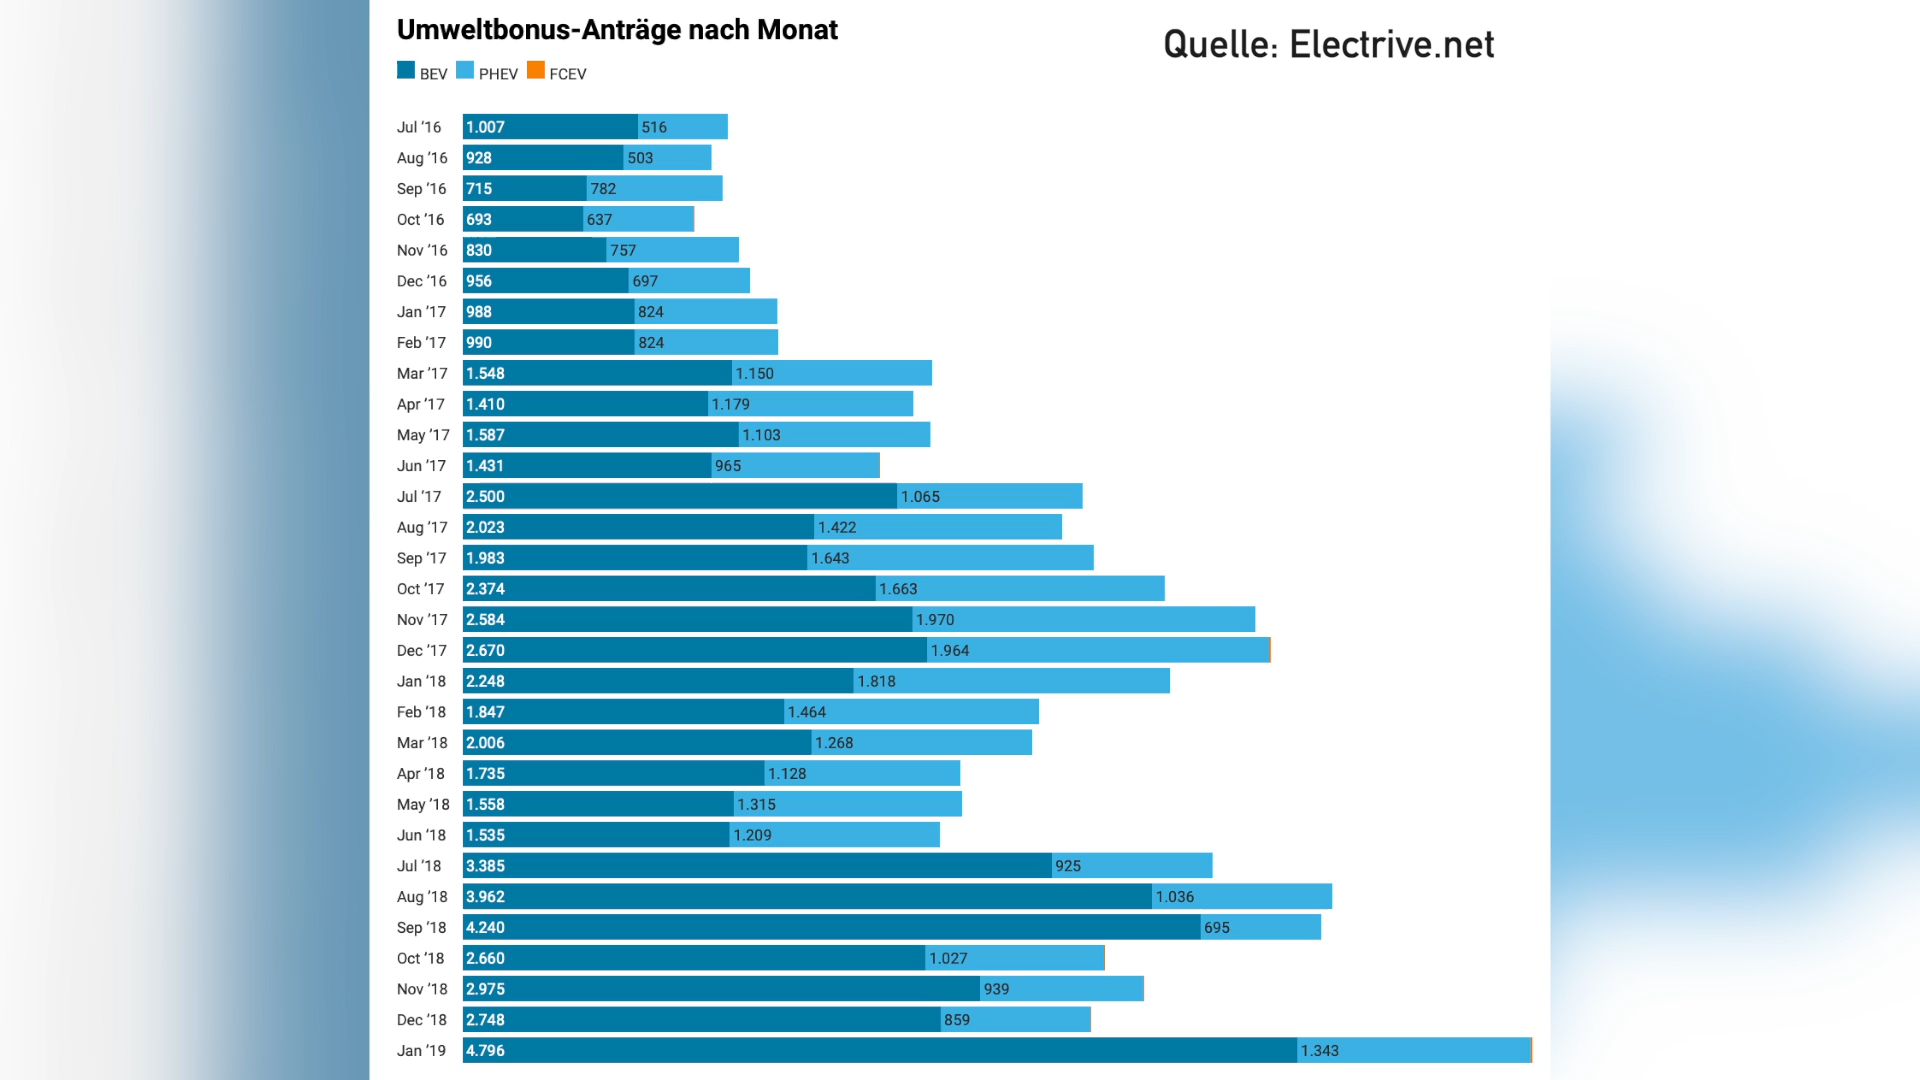 Umweltbonus-Anträge nach Monat
Quelle: Electrive.net
BEV PHEV FCEV
Jul ’16 1.007 516
Aug ’16 928 503
Sep ’16 715 782
Oct ’16 693 637
Nov ’16 830 757
Dec ’16 956 697
Jan ’17 988 824
Feb ’17 990 824
Mar ’17 1.548 1.150
Apr ’17 1.410 1.179
May ’17 1.587 1.103
Jun ’17 1.431 965
Jul ’17 2.500 1.065
Aug ’17 2.023 1.422
Sep ’17 1.983 1.643
Oct ’17 2.374 1.663
Nov ’17 2.584 1.970
Dec ’17 2.670 1.964
Jan ’18 2.248 1.818
Feb ’18 1.847 1.464
Mar ’18 2.006 1.268
Apr ’18 1.735 1.128
May ’18 1.558 1.315
Jun ’18 1.535 1.209
Jul ’18 3.385 925
Aug ’18 3.962 1.036
Sep ’18 4.240 695
Oct ’18 2.660 1.027
Nov ’18 2.975 939
Dec ’18 2.748 859
Jan ’19 4.796 1.343